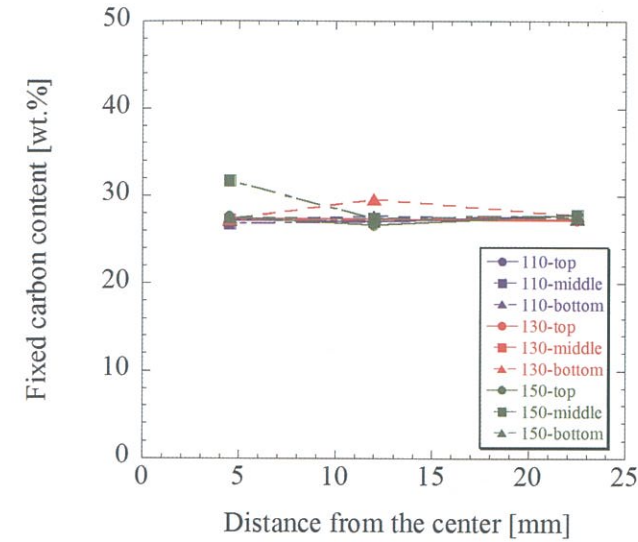 50
40
30
20
10
0
Fixed carbon content [wt.%]
110-top
110-middle
110-bottom
130-top
130-middle
130-bottom
150-top
150-middle
150-bottom
0 5 10 15 20 25
Distance from the center [mm]